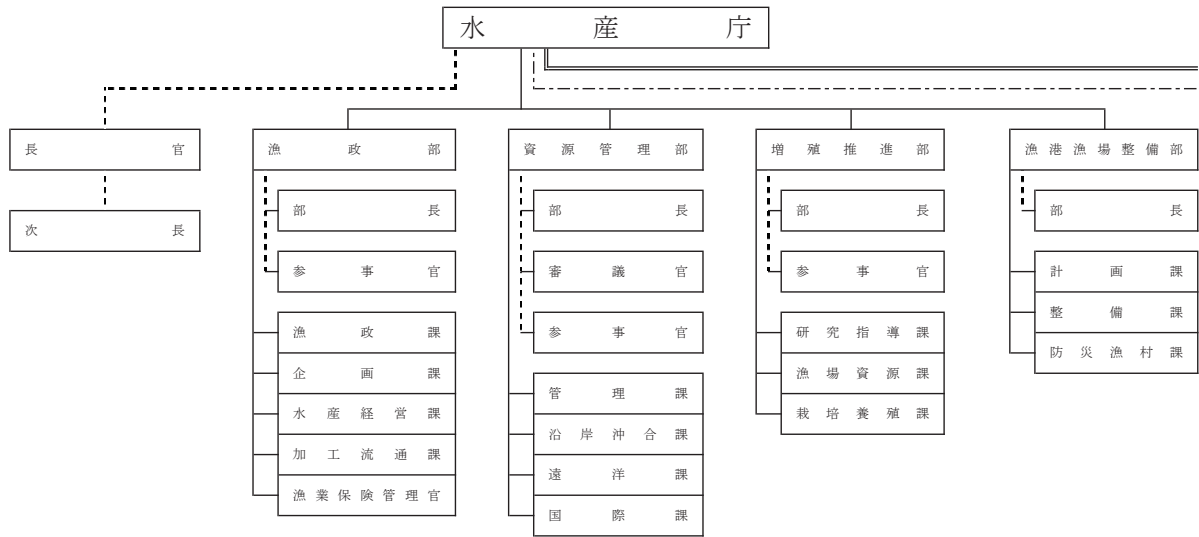 水産庁
長官
次長
漁政部
部長
参事官
漁政課
企画課
水産経営課
加工流通課
漁業保険管理官
資源管理部
部長
審議官
参事官
管理課
沿岸沖合課
遠洋課
国際課
増殖推進部
部長
参事官
研究指導課
漁場資源課
栽培養殖課
漁港漁場整備部
部長
計画課
整備課
防災漁村課